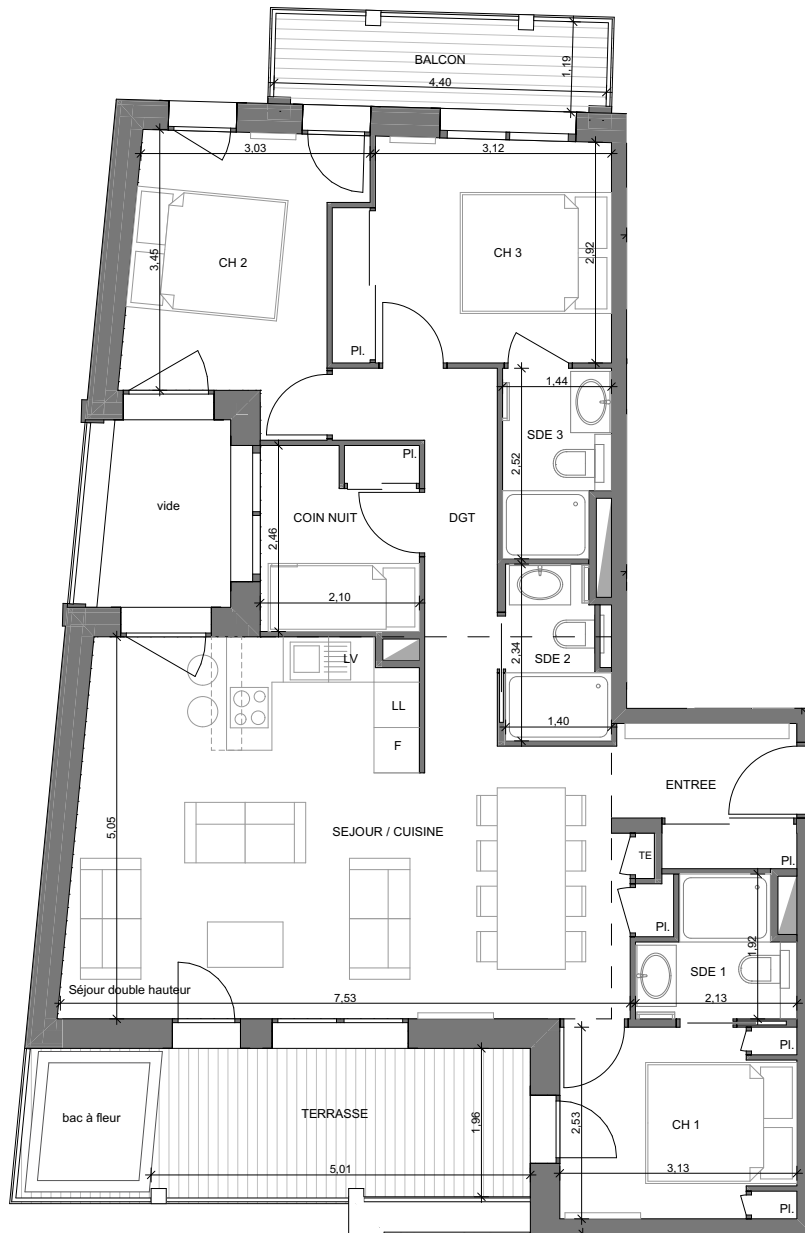 BALCON
4,40
1,19
3,03
3,12
CH 2
3,45
CH 3
2,92
Pl.
1,44
SDE 3
2,52
vide
COIN NUIT
Pl.
DGT
2,46
2,10
LV
SDE 2
2,34
LL
1,40
F
ENTREE
5,05
SEJOUR / CUISINE
TE
Pl.
Pl.
1,92
SDE 1
Séjour double hauteur
7,53
2,13
Pl.
bac à fleur
TERRASSE
1,96
2,53
CH 1
5,01
3,13
Pl.